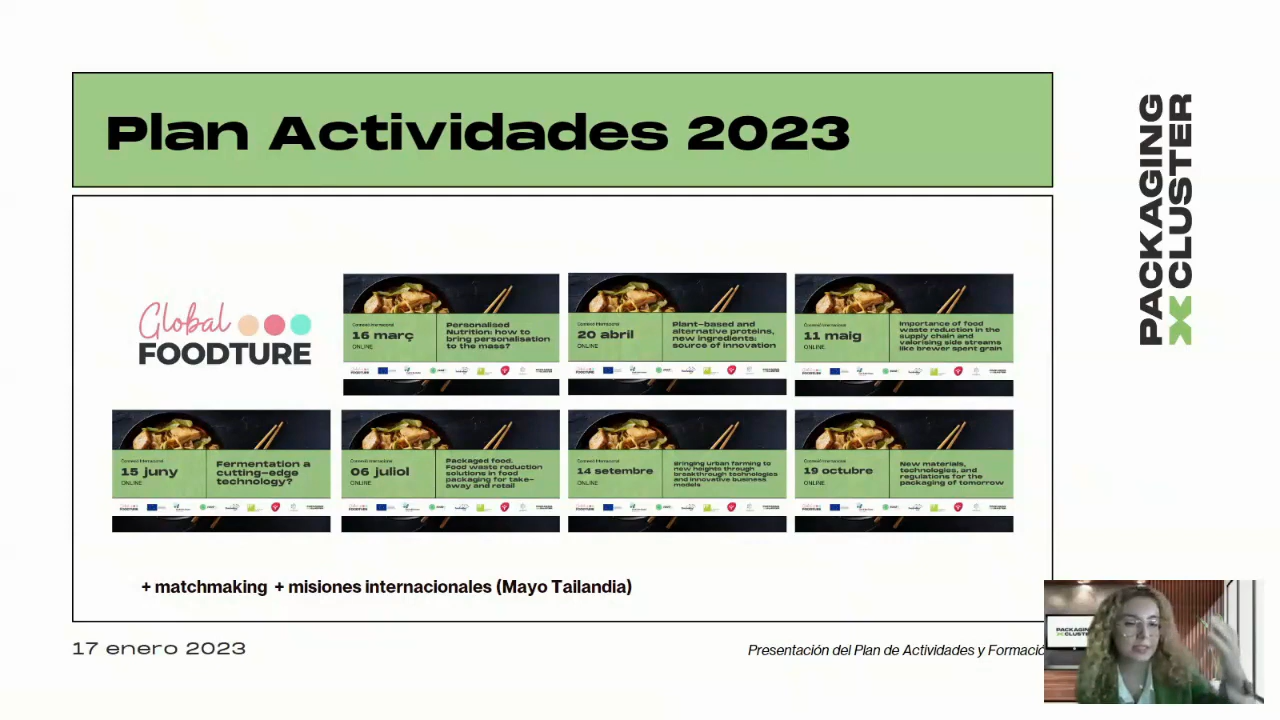 Plan Actividades 2023
PACKAGING
CLUSTER
Global
FOODTURE
16 març
ONLINE
Personalised
Nutrition: how to
bring personalisation
to the mass?
20 abril
ONLINE
Plant-based and
alternative proteins,
new ingredients:
source of innovation
11 maig
ONLINE
Importance of food
waste reduction in the
supply chain and
valorising side streams
like brewer spent grain
15 juny
ONLINE
Fermentation a
cutting-edge
technology?
06 juliol
ONLINE
Packaged food.
Food waste reduction
solutions in food
packaging for take-
away and retail
14 setembre
ONLINE
Bringing urban farming to
new heights through
breakthrough technologies
and innovative business
models
19 octubre
ONLINE
New materials,
technologies, and
regulations for the
packaging of tomorrow
+ matchmaking + misiones internacionales (Mayo Tailandia)
17 enero 2023
Presentación del Plan de Actividades y Formació
PACKAGING
CLUSTER